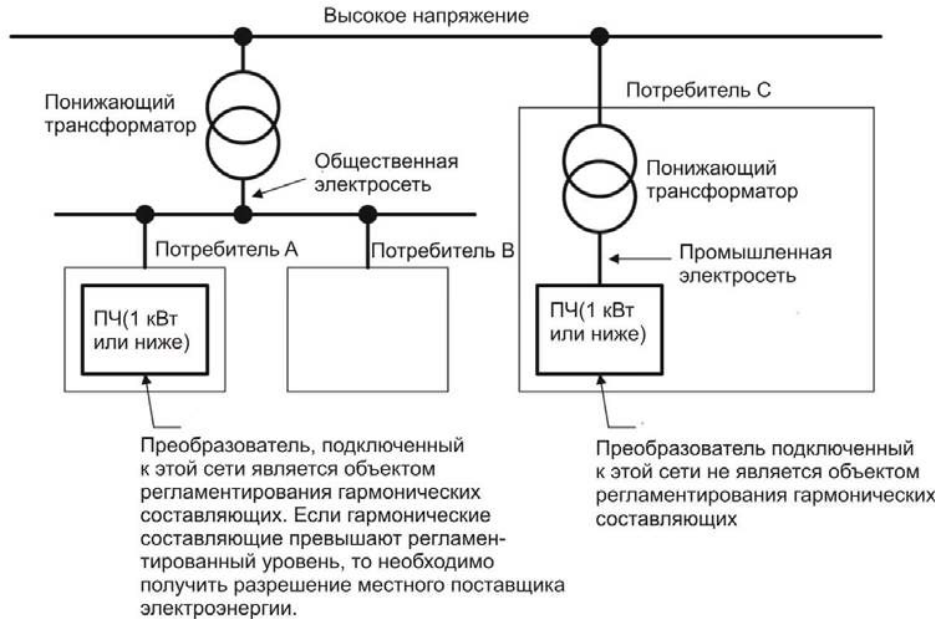 Высокое напряжение
Потребитель С
Понижающий
трансформатор
Общественная
электросеть
Понижающий
трансформатор
Потребитель А
Потребитель В
Промышленная
электросеть
ПЧ(1 кВт
или ниже)
ПЧ(1 кВт
или ниже)
Преобразователь, подключенный
к этой сети является объектом
регламентирования гармонических
составляющих. Если гармонические
составляющие превышают регламен-
тированный уровень, то необходимо
получить разрешение местного поставщика
электроэнергии.
Преобразователь подключенный
к этой сети не является объектом
регламентирования гармонических
составляющих